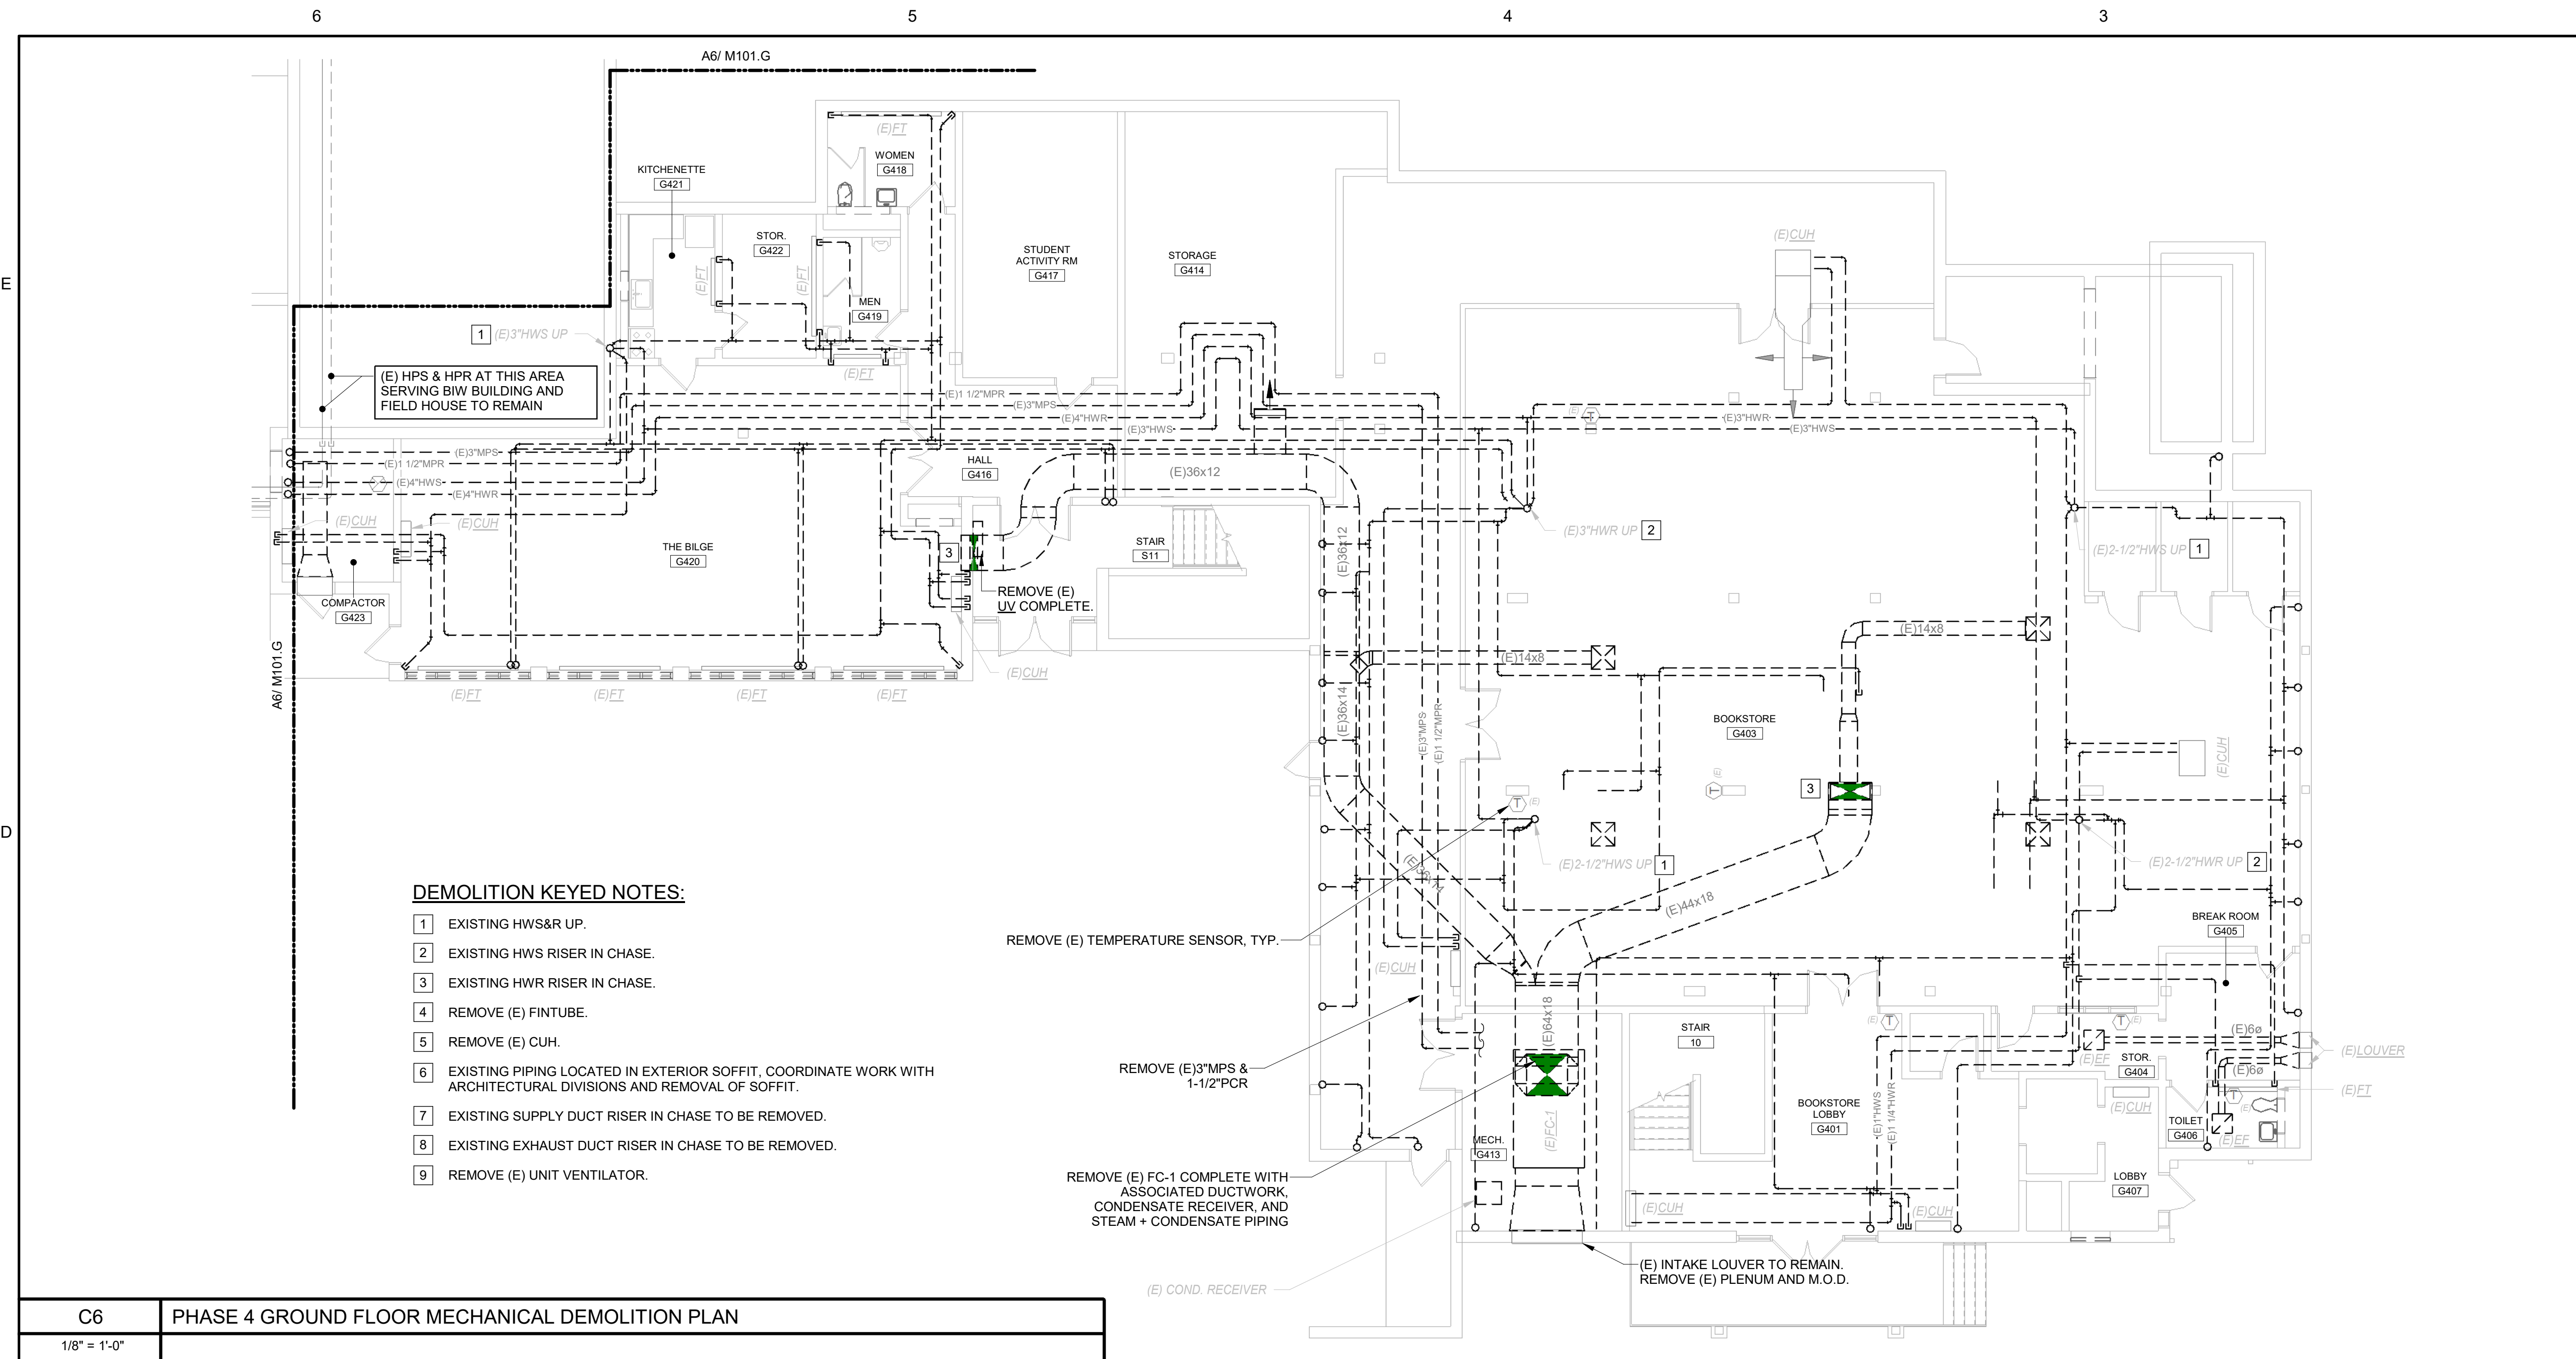 6
5
4
3
E
D
A6/ M101.G
(E)FT
WOMEN
G418
KITCHENETTE
G421
STOR.
G422
(E)FT
(E)FT
MEN
G419
(E)FT
STUDENT
ACTIVITY RM
G417
STORAGE
G414
(E)CUH
1 (E)3"HWS UP
(E) HPS & HPR AT THIS AREA
SERVING BIW BUILDING AND
FIELD HOUSE TO REMAIN
(E)1 1/2"MPR
(E)3"MPS
(E)4"HWR
(E)3"HWS
(E)3"HWR
(E)3"HWS
(E)
T
(E)3"MPS
(E)1 1/2"MPR
(E)4"HWS
(E)4"HWR
(E)CUH
(E)CUH
HALL
G416
(E)36x12
(E)36x12
3
THE BILGE
G420
STAIR
S11
REMOVE (E)
UV COMPLETE.
COMPACTOR
G423
(E)CUH
(E)FT
(E)FT
(E)FT
(E)FT
A6/ M101.G
(E)3"HWR UP 2
(E)2-1/2"HWS UP 1
(E)14x8
(E)14x8
(E)36x14
(E)3"MPS
(E)1 1/2"MPR
BOOKSTORE
G403
(E)
T
3
(E)CUH
T (E)
(E)2-1/2"HWS UP 1
(E)2-1/2"HWR UP 2
(E)36x14
(E)44x18
REMOVE (E) TEMPERATURE SENSOR, TYP.
(E)CUH
BREAK ROOM
G405
(E)64x18
STAIR
10
(E) T
T (E)
(E)6ø
(E)EF
STOR.
G404
(E)6ø
(E)LOUVER
(E)FT
REMOVE (E)3"MPS &
1-1/2"PCR
(E)FC-1
MECH.
G413
BOOKSTORE
LOBBY
G401
(E)1"HWS
(E)1 1/4"HWR
(E)CUH
T
(E)
TOILET
G406
(E)EF
LOBBY
G407
REMOVE (E) FC-1 COMPLETE WITH
ASSOCIATED DUCTWORK,
CONDENSATE RECEIVER, AND
STEAM + CONDENSATE PIPING
(E)CUH
(E)CUH
(E) INTAKE LOUVER TO REMAIN.
REMOVE (E) PLENUM AND M.O.D.
(E) COND. RECEIVER
DEMOLITION KEYED NOTES:
1 EXISTING HWS&R UP.
2 EXISTING HWS RISER IN CHASE.
3 EXISTING HWR RISER IN CHASE.
4 REMOVE (E) FINTUBE.
5 REMOVE (E) CUH.
6 EXISTING PIPING LOCATED IN EXTERIOR SOFFIT, COORDINATE WORK WITH
ARCHITECTURAL DIVISIONS AND REMOVAL OF SOFFIT.
7 EXISTING SUPPLY DUCT RISER IN CHASE TO BE REMOVED.
8 EXISTING EXHAUST DUCT RISER IN CHASE TO BE REMOVED.
9 REMOVE (E) UNIT VENTILATOR.
C6 PHASE 4 GROUND FLOOR MECHANICAL DEMOLITION PLAN
1/8" = 1'-0"